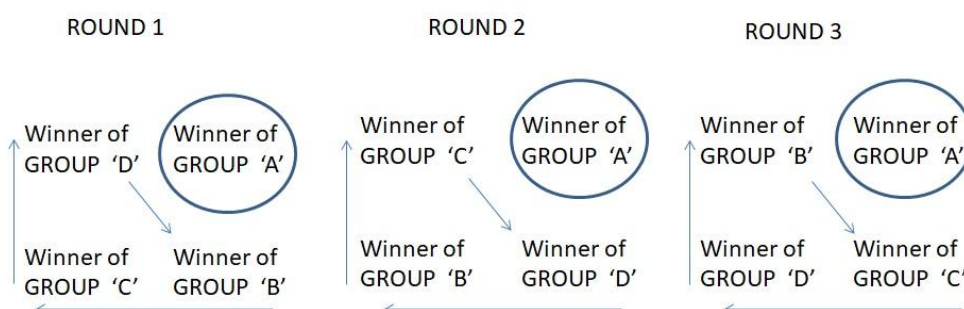 ROUND 1
Winner of
GROUP ‘D’
Winner of
GROUP ‘A’
Winner of
GROUP ‘C’
Winner of
GROUP ‘B’
ROUND 2
Winner of
GROUP ‘C’
Winner of
GROUP ‘A’
Winner of
GROUP ‘B’
Winner of
GROUP ‘D’
ROUND 3
Winner of
GROUP ‘B’
Winner of
GROUP ‘A’
Winner of
GROUP ‘D’
Winner of
GROUP ‘C’